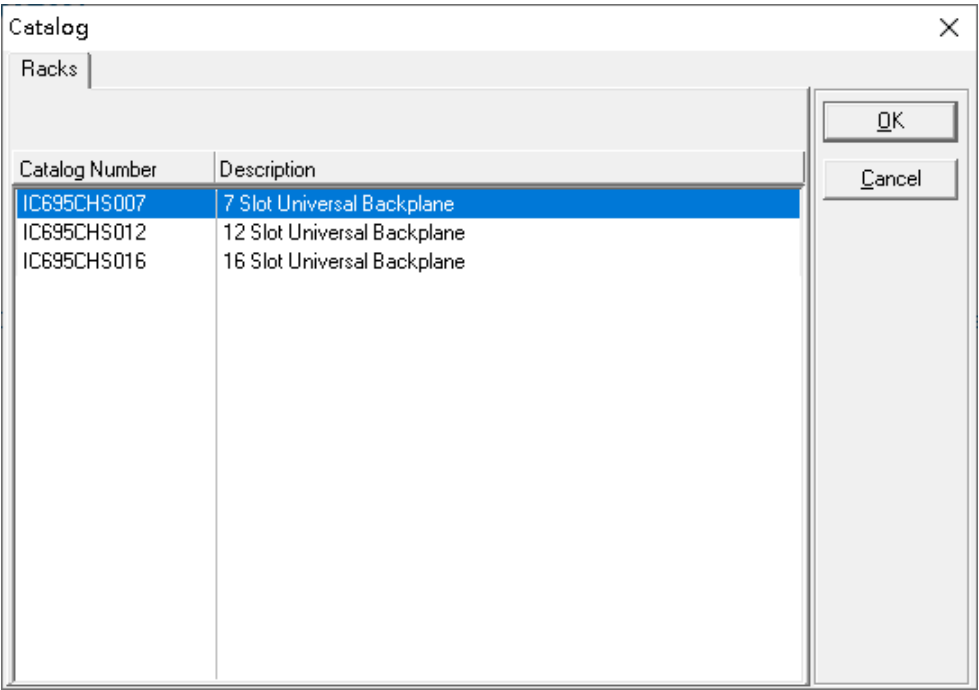 Catalog
Racks
OK
Cancel
Catalog Number Description
IC695CHS007 7 Slot Universal Backplane
IC695CHS012 12 Slot Universal Backplane
IC695CHS016 16 Slot Universal Backplane